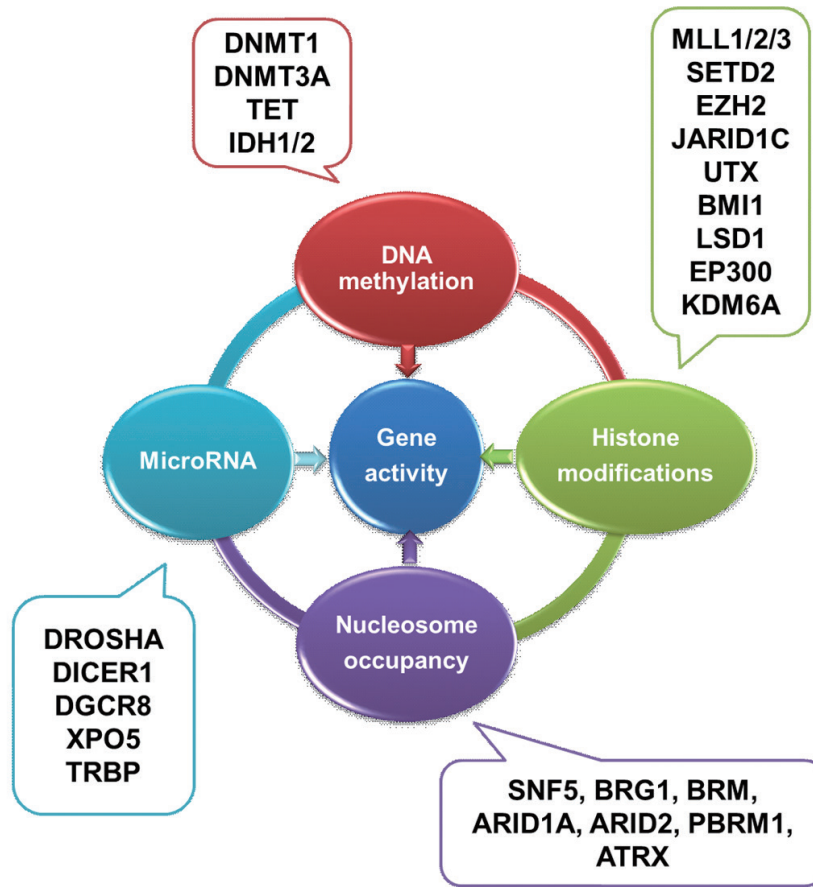 DNMT1
DNMT3A
TET
IDH1/2
MLL1/2/3
SETD2
EZH2
JARID1C
UTX
BMI1
LSD1
EP300
KDM6A
DNA
methylation
MicroRNA
Gene
activity
Histone
modifications
Nucleosome
occupancy
DROSHA
DICER1
DGCR8
XPO5
TRBP
SNF5, BRG1, BRM,
ARID1A, ARID2, PBRM1,
ATRX